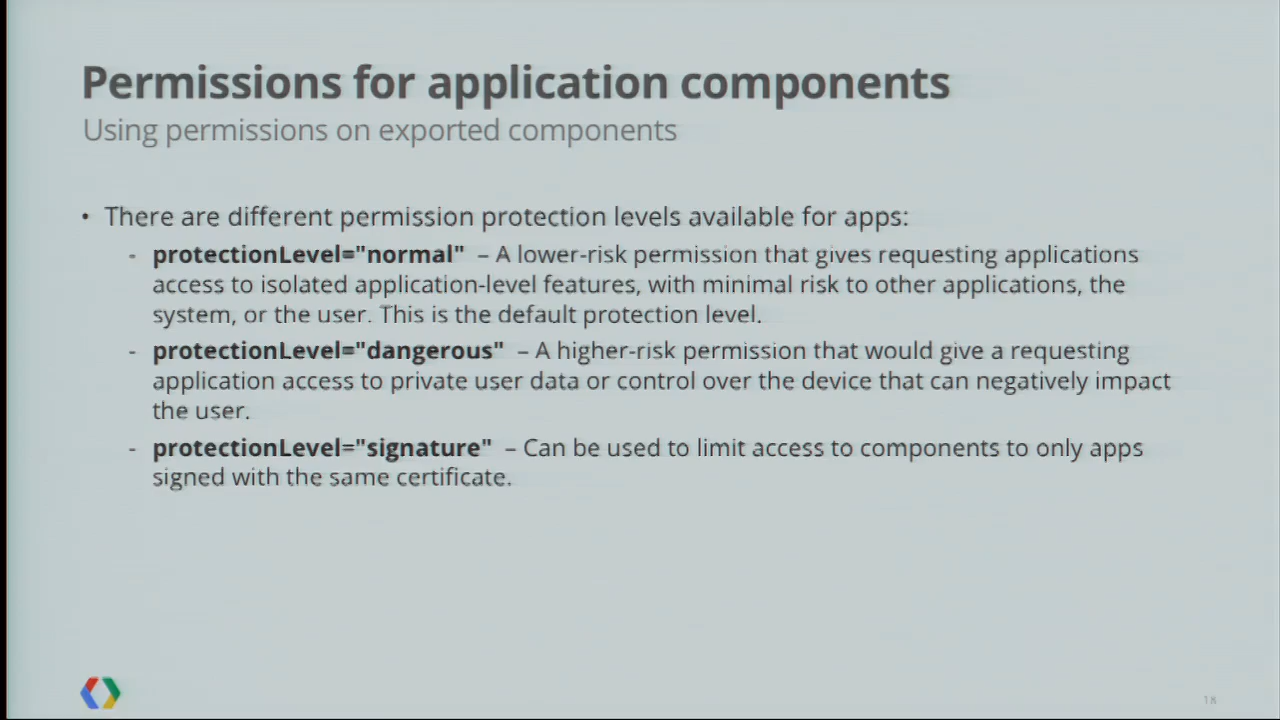 Permissions for application components
Using permissions on exported components
• There are different permission protection levels available for apps:
- protectionLevel="normal" – A lower-risk permission that gives requesting applications
access to isolated application-level features, with minimal risk to other applications, the
system, or the user. This is the default protection level.
- protectionLevel="dangerous" – A higher-risk permission that would give a requesting
application access to private user data or control over the device that can negatively impact
the user.
- protectionLevel="signature" – Can be used to limit access to components to only apps
signed with the same certificate.
18